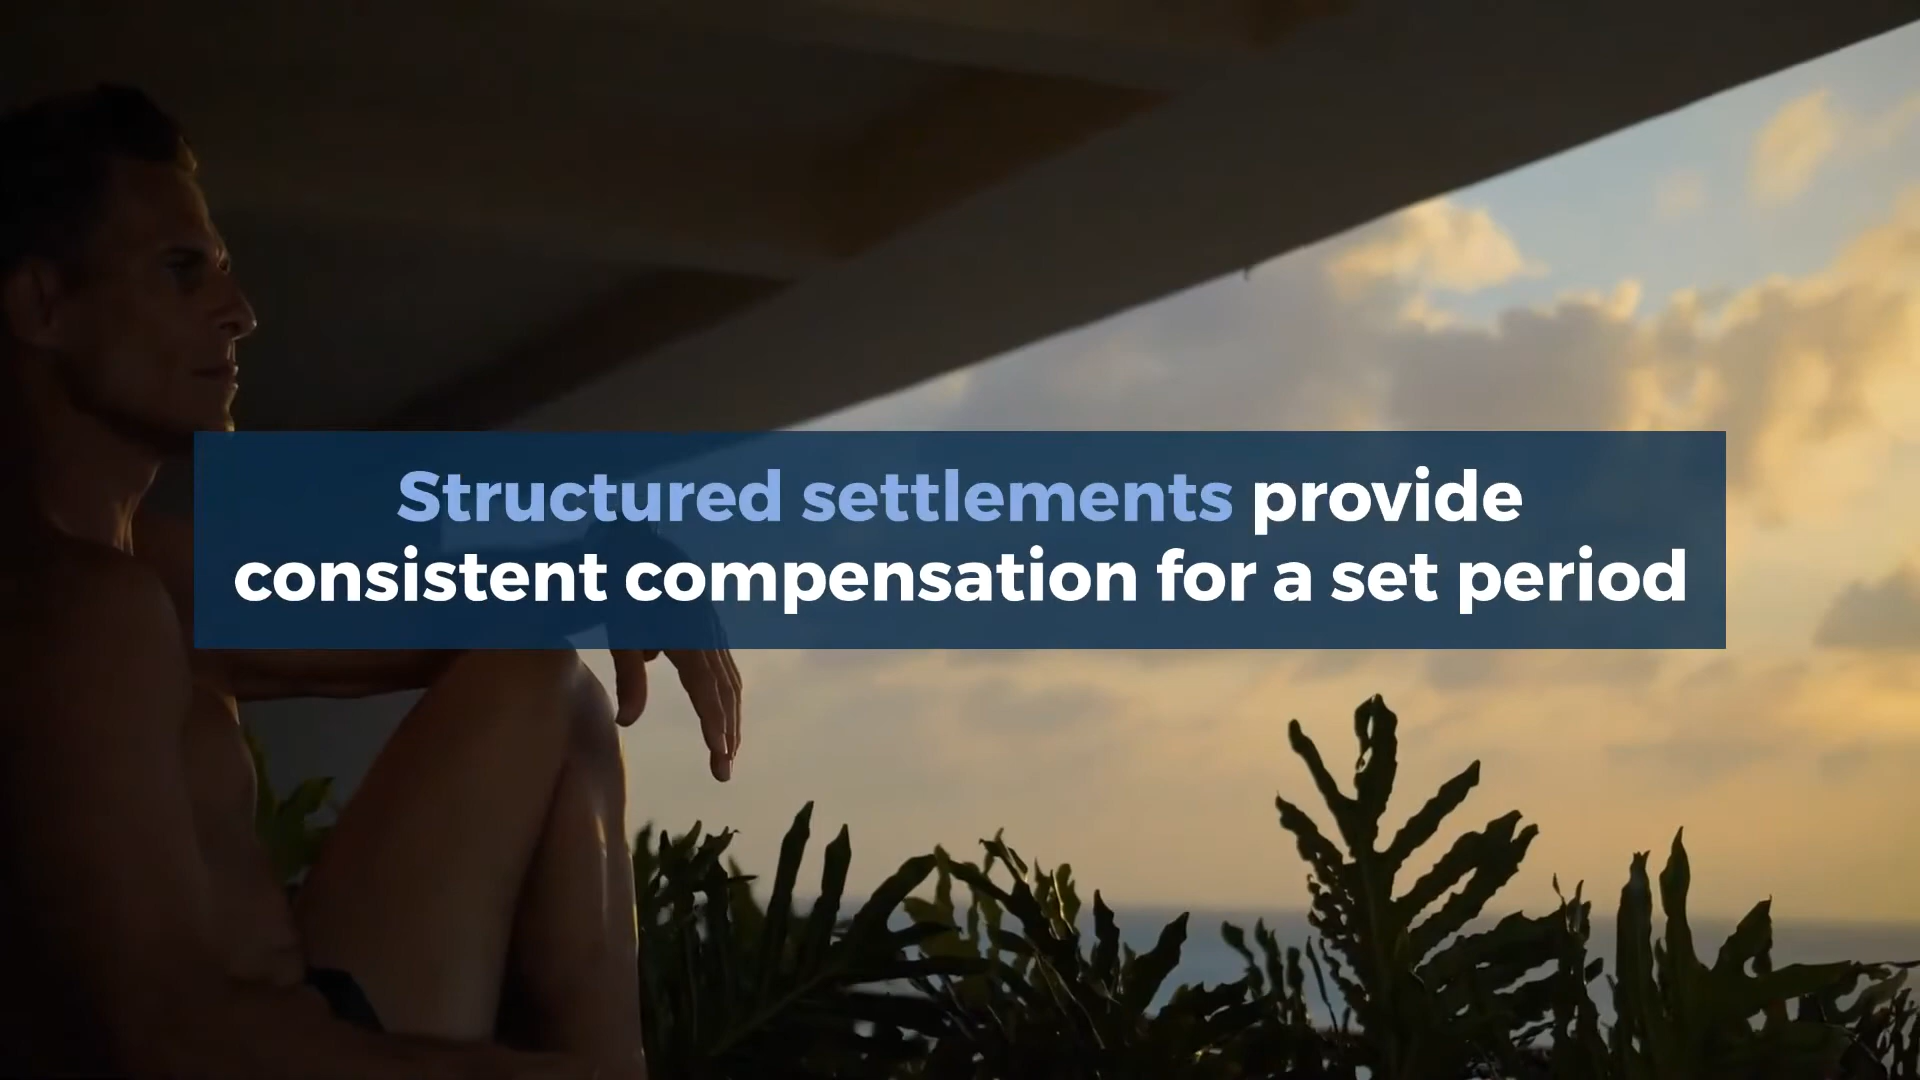 Structured settlements provide
consistent compensation for a set period